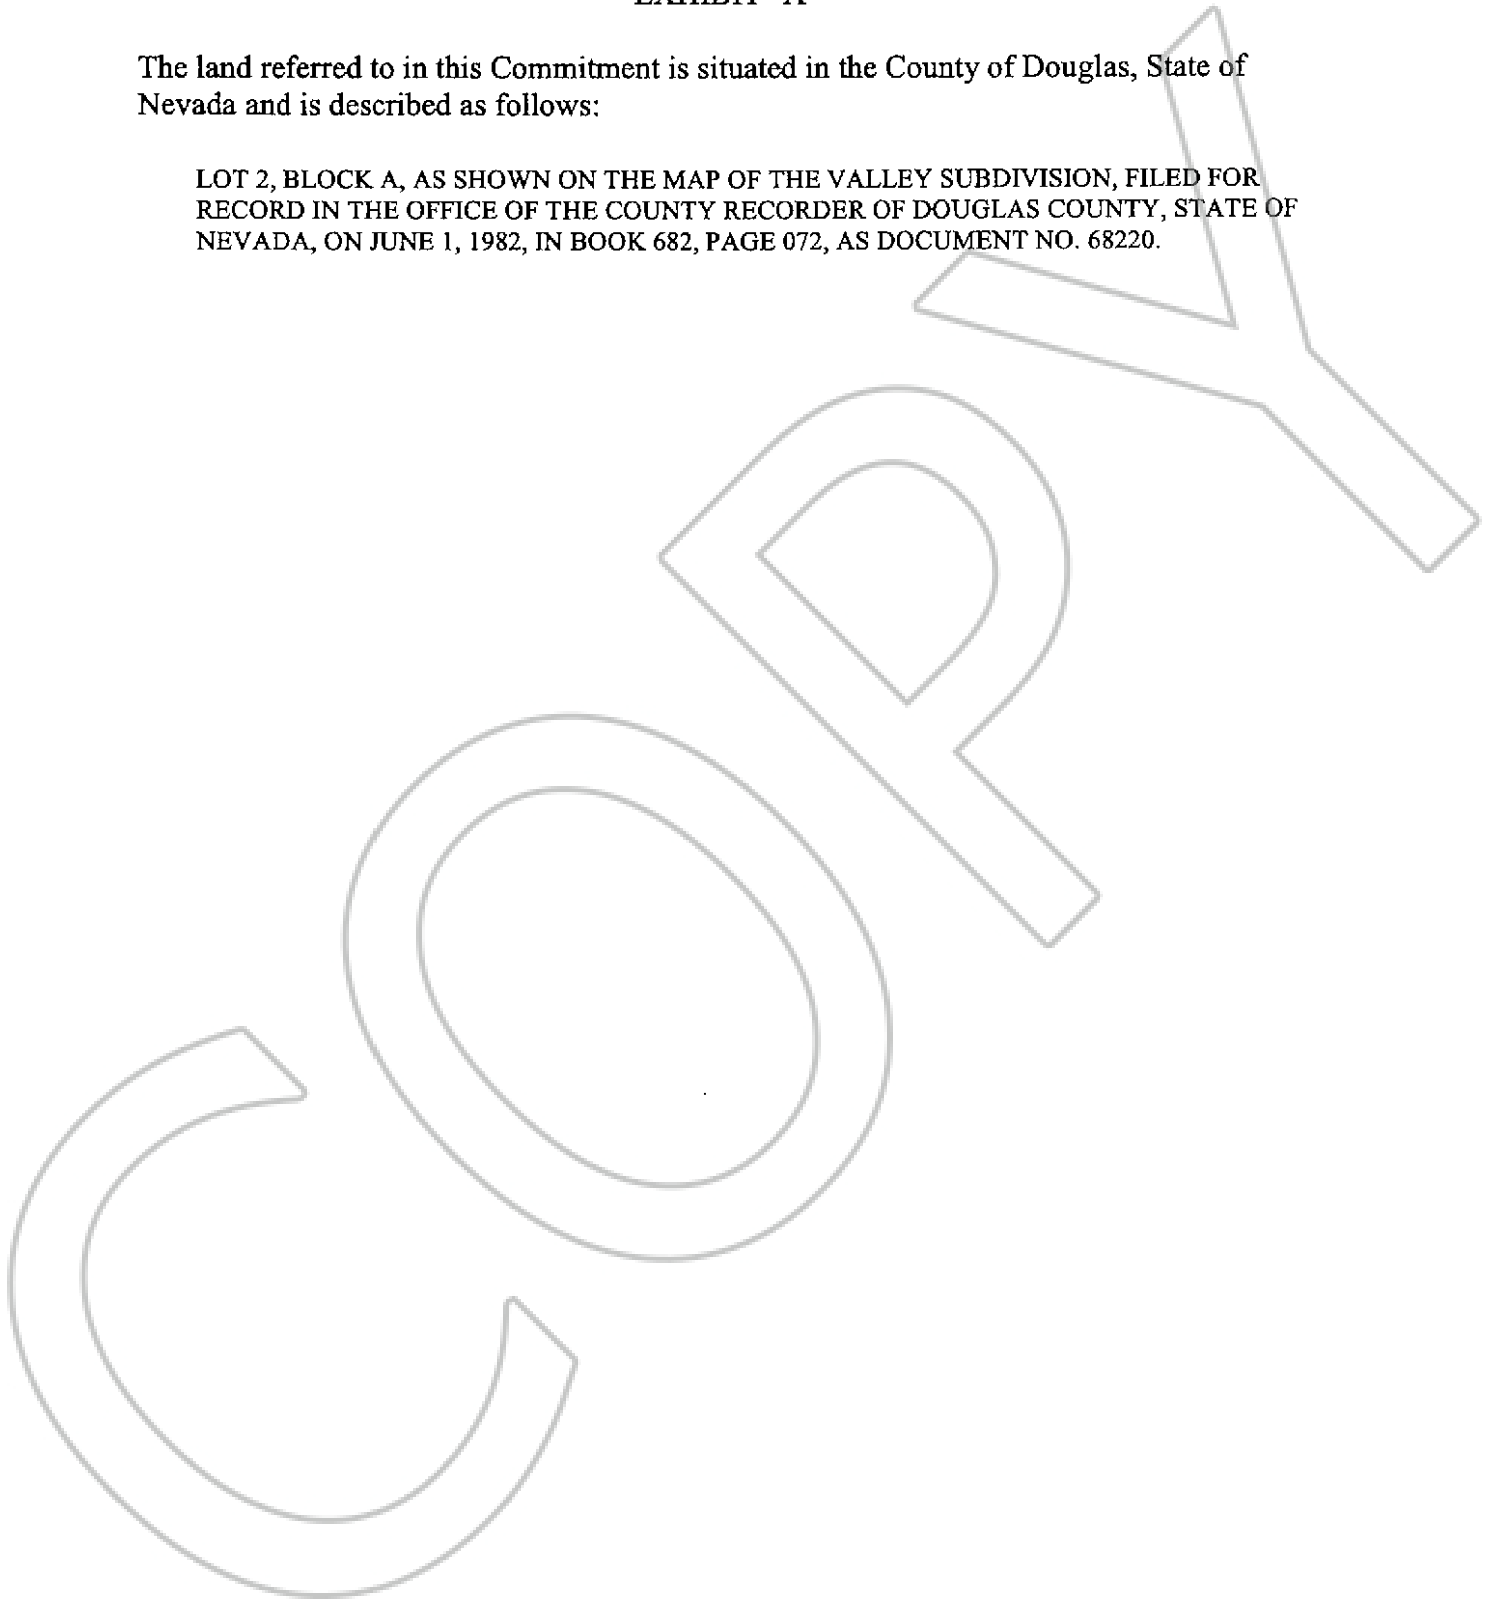 EXHIBIT "A"
The land referred to in this Commitment is situated in the County of Douglas, State of
Nevada and is described as follows:
LOT 2, BLOCK A, AS SHOWN ON THE MAP OF THE VALLEY SUBDIVISION, FILED FOR
RECORD IN THE OFFICE OF THE COUNTY RECORDER OF DOUGLAS COUNTY, STATE OF
NEVADA, ON JUNE 1, 1982, IN BOOK 682, PAGE 072, AS DOCUMENT NO. 68220.
COPY